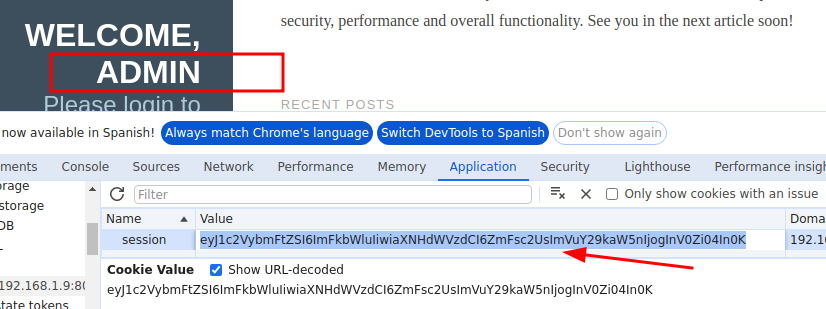 security, performance and overall functionality. See you in the next article soon!
WELCOME,
ADMIN
Please login to
RECENT POSTS
now available in Spanish! Always match Chrome's language Switch DevTools to Spanish Don't show again
ments Console Sources Network Performance Memory Application Security Lighthouse Performance insigh
orage
storage
DB
Filter Only show cookies with an issue
Name Value Doma
session eyJ1c2VybmFtZSI6ImFkbWluIiwiaXNHdWVzdCI6ZmFsc2UsImVuY29kaW5nIjogInV0Zi04In0K 192.16
Cookie Value Show URL-decoded
192.168.1.9:80
eyJ1c2VybmFtZSI6ImFkbWluIiwiaXNHdWVzdCI6ZmFsc2UsImVuY29kaW5nIjogInV0Zi04In0K
tate tokens